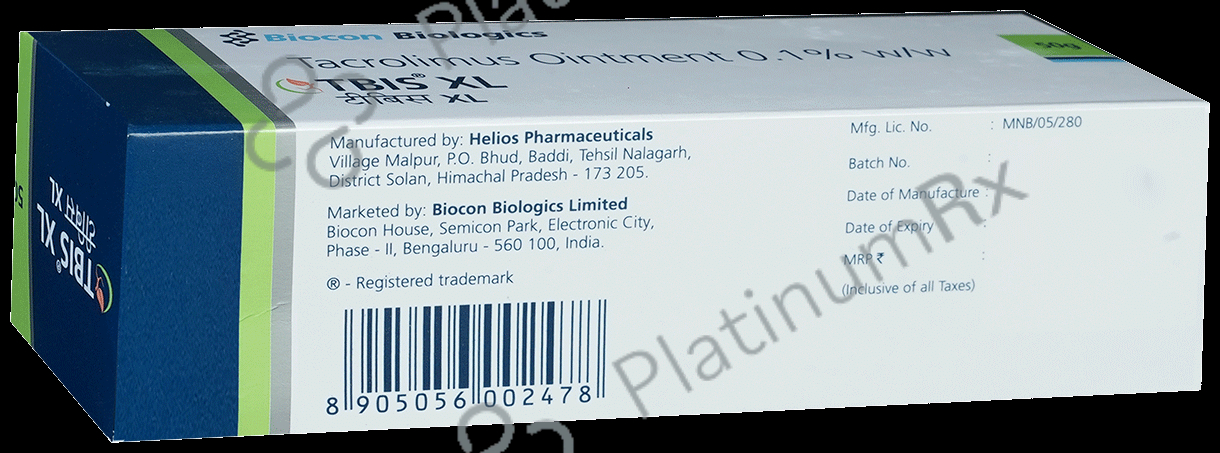 Biocon Biologics
Tacrolimus Ointment 0.1% w/w
50g
TBIS® XL
टीबिस XL
Manufactured by: Helios Pharmaceuticals
Village Malpur, P.O. Bhud, Baddi, Tehsil Nalagarh,
District Solan, Himachal Pradesh - 173 205.
Marketed by: Biocon Biologics Limited
Biocon House, Semicon Park, Electronic City,
Phase - II, Bengaluru - 560 100, India.
® - Registered trademark
8 905056 002478
Mfg. Lic. No. : MNB/05/280
Batch No. :
Date of Manufacture :
Date of Expiry :
MRP ₹ :
(Inclusive of all Taxes)
TBIS® XL
टीबिस XL
PlatinumRx
PlatinumRx